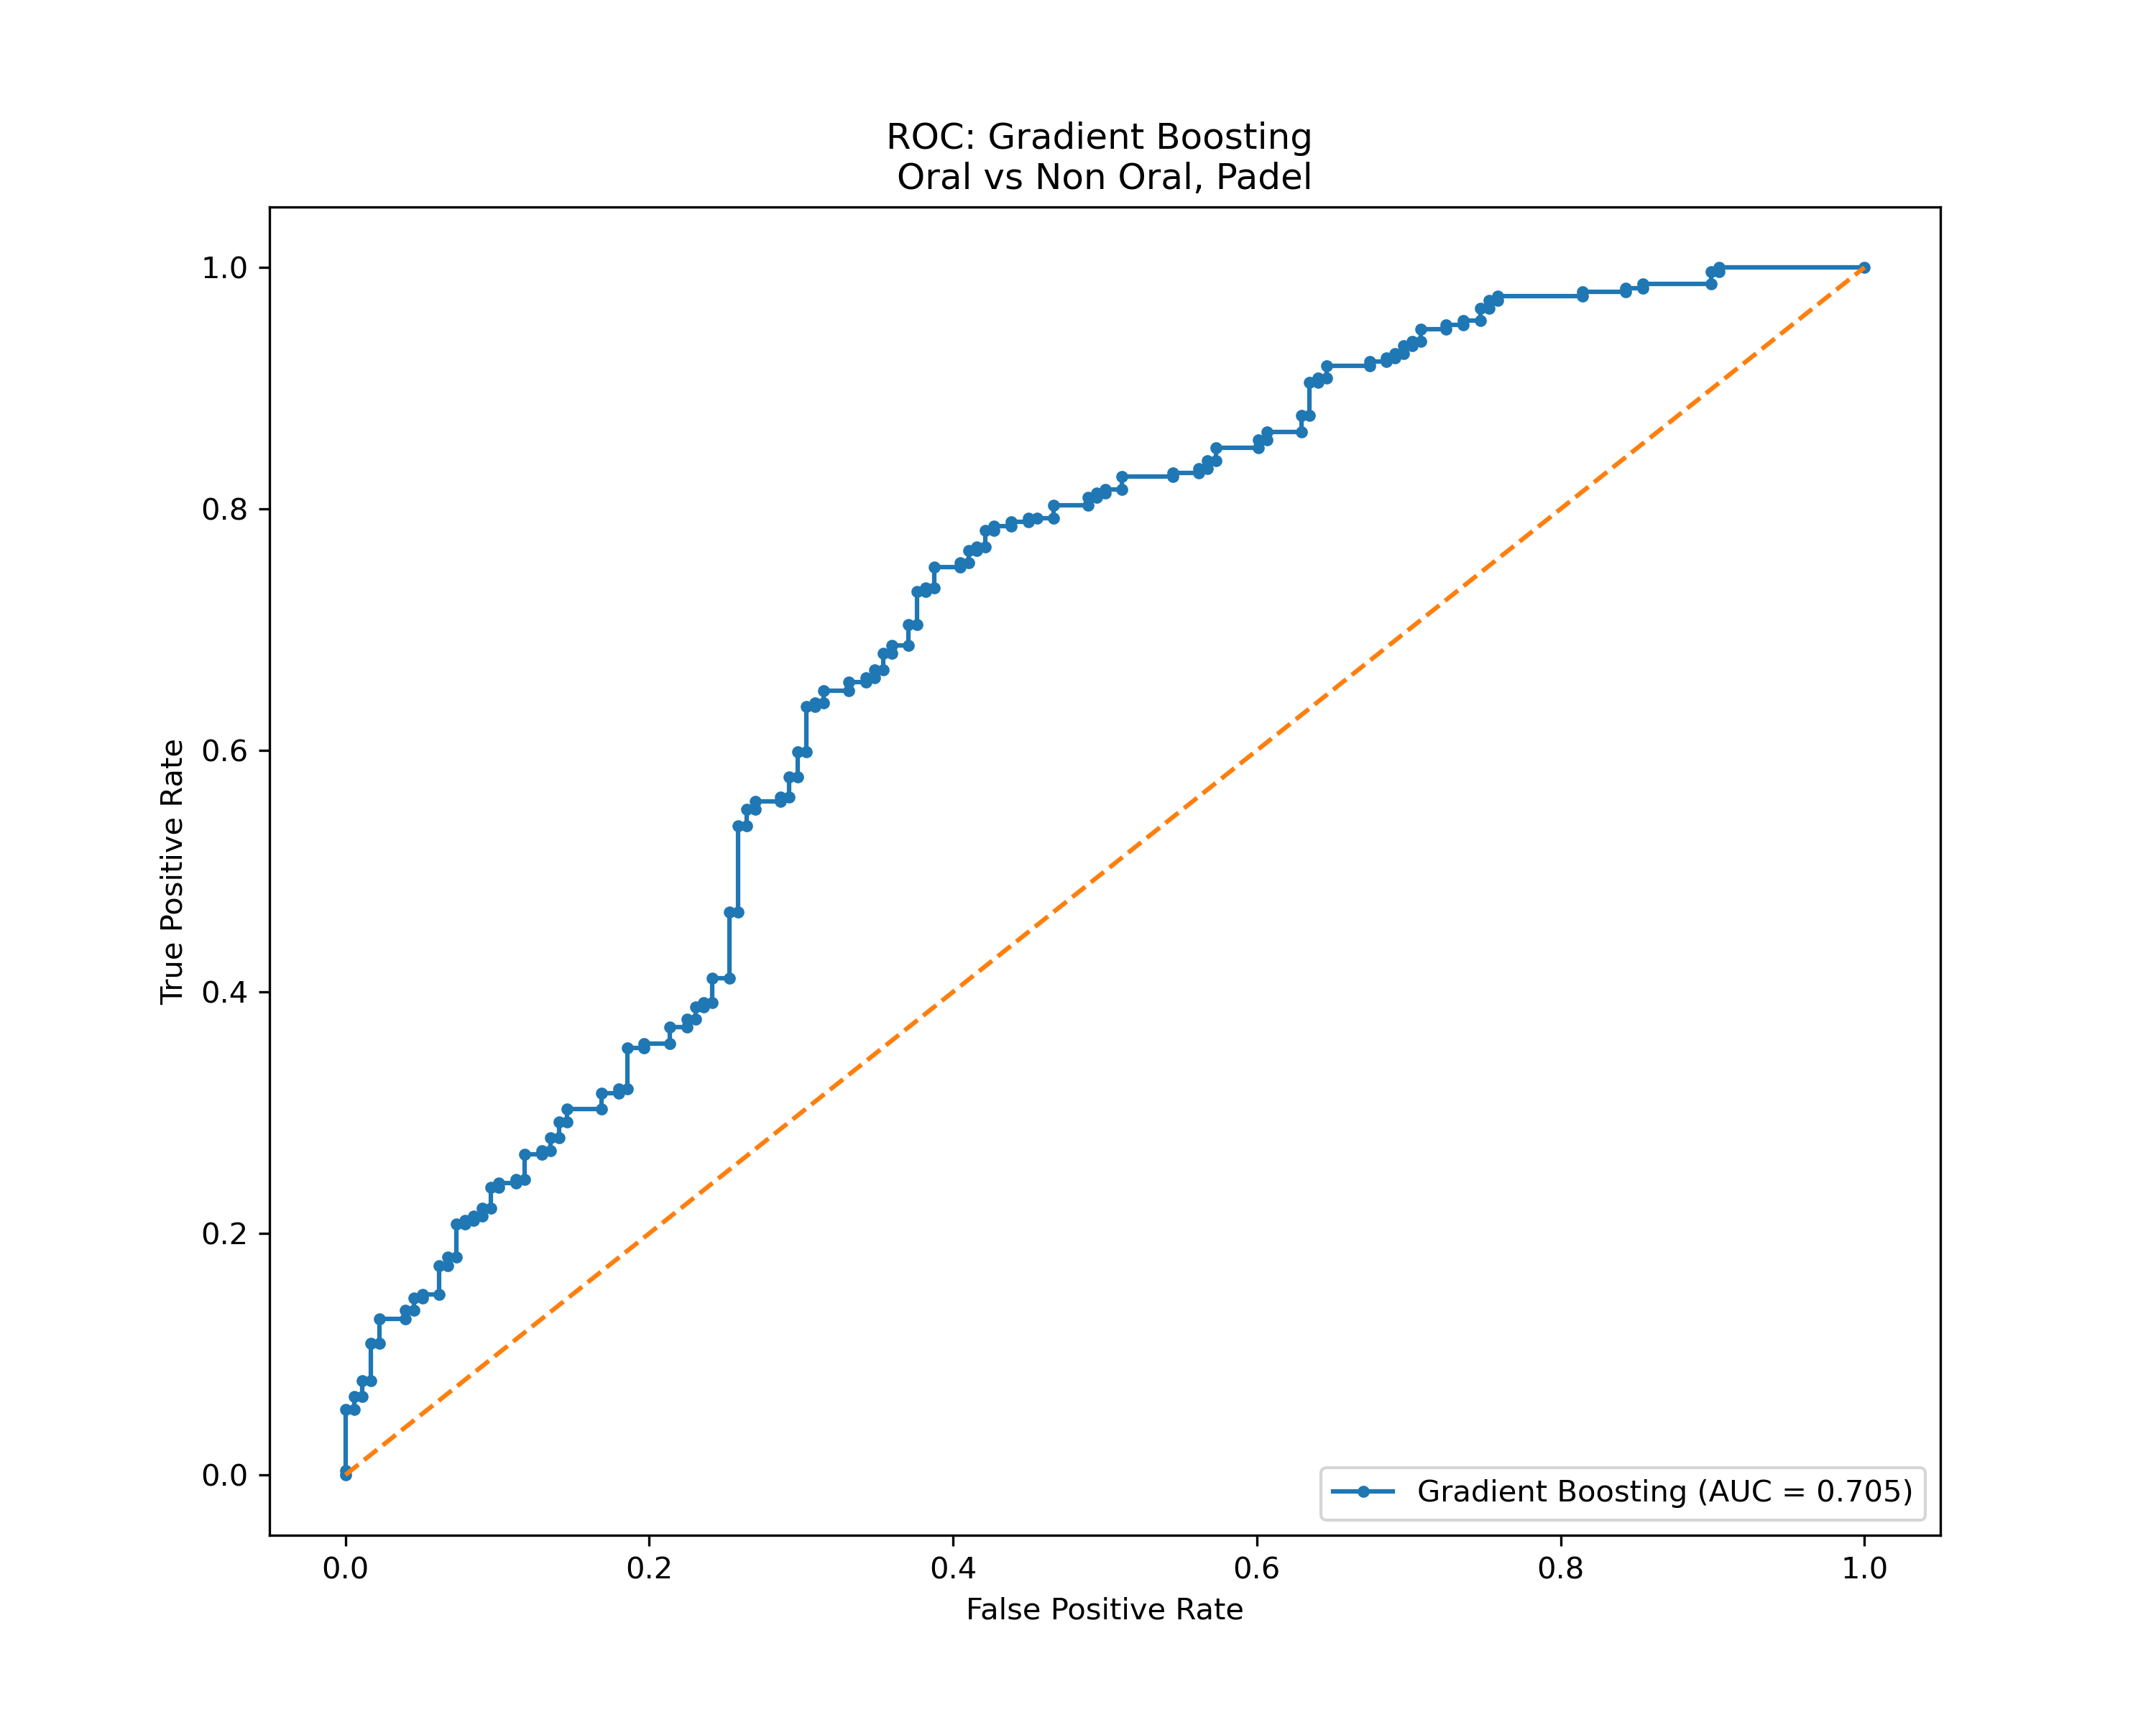 ROC: Gradient Boosting
Oral vs Non Oral, Padel
True Positive Rate
1.0
0.8
0.6
0.4
0.2
0.0
0.0 0.2 0.4 0.6 0.8 1.0
False Positive Rate
Gradient Boosting (AUC = 0.705)